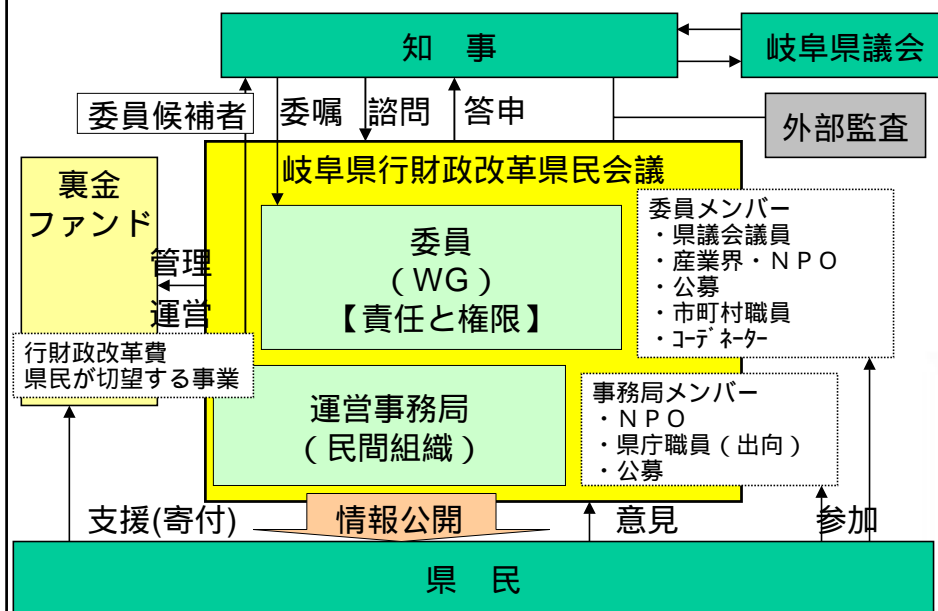 知　事
岐阜県議会
委員候補者
委嘱
諮問
答申
外部監査
岐阜県行財政改革県民会議
裏金
ファンド
管理
運営
行財政改革費
県民が切望する事業
委員
（WG）
【責任と権限】
委員メンバー
・県議会議員
・産業界・ＮＰＯ
・公募
・市町村職員
・ｺｰﾃﾞﾈｰﾀｰ
運営事務局
（民間組織）
事務局メンバー
・ＮＰＯ
・県庁職員（出向）
・公募
支援(寄付)
情報公開
意見
参加
県　民